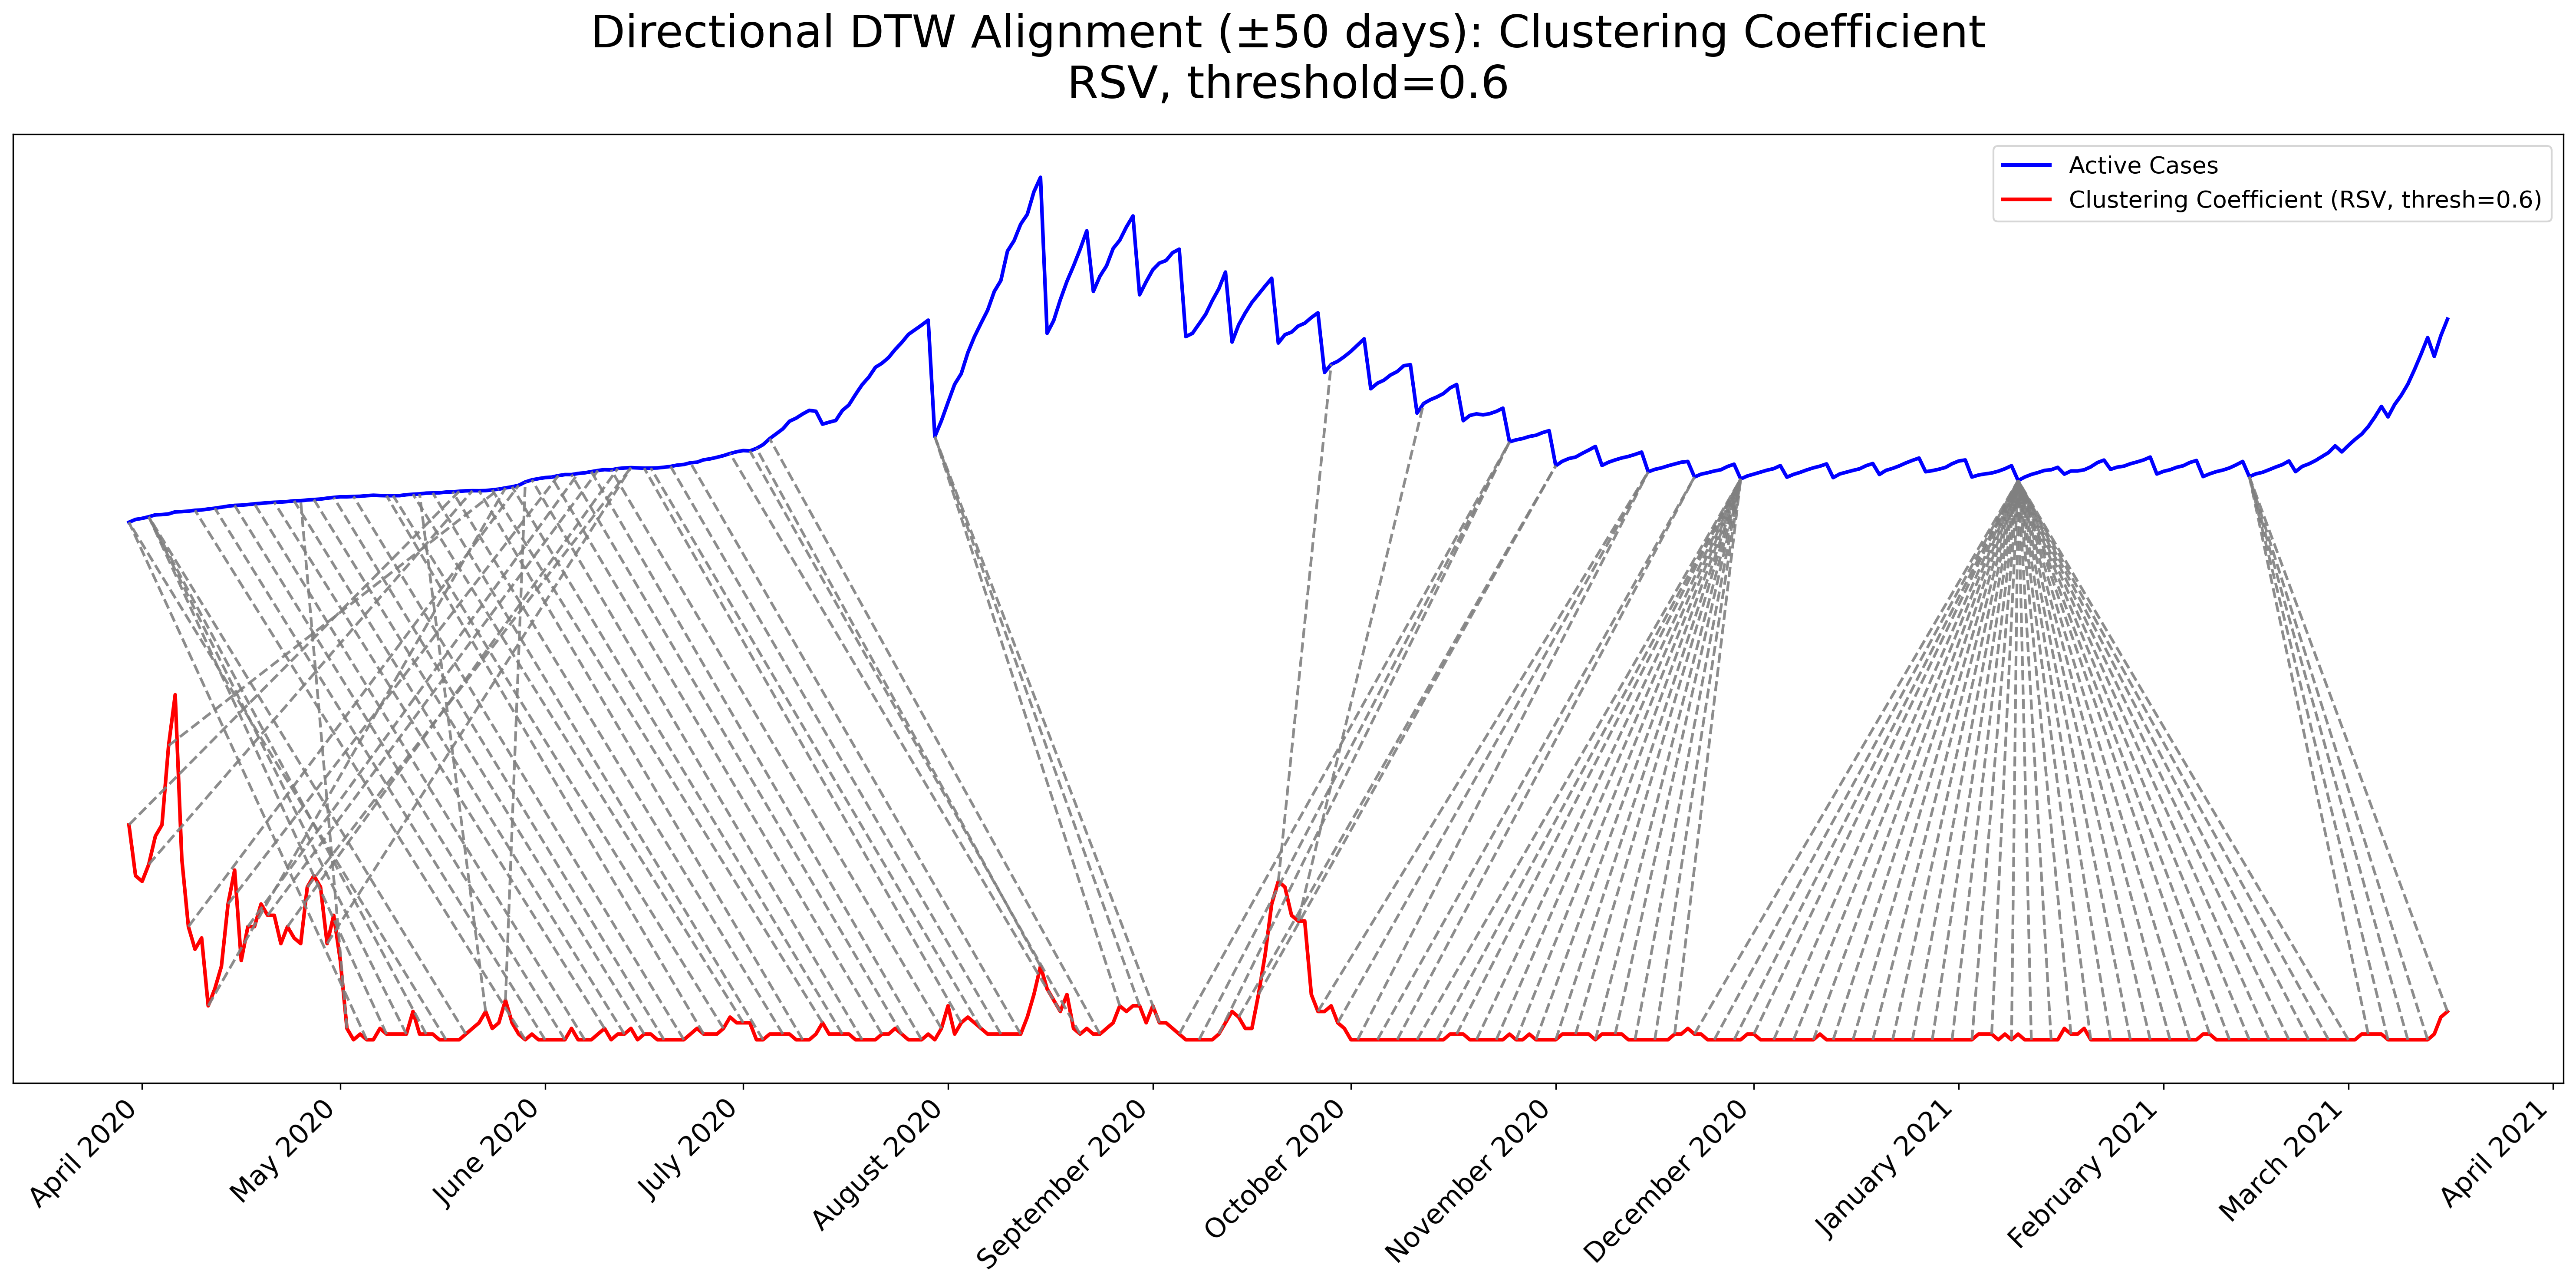 Directional DTW Alignment (±50 days): Clustering Coefficient
RSV, threshold=0.6
Active Cases
Clustering Coefficient (RSV, thresh=0.6)
April 2020
May 2020
June 2020
July 2020
August 2020
September 2020
October 2020
November 2020
December 2020
January 2021
February 2021
March 2021
April 2021